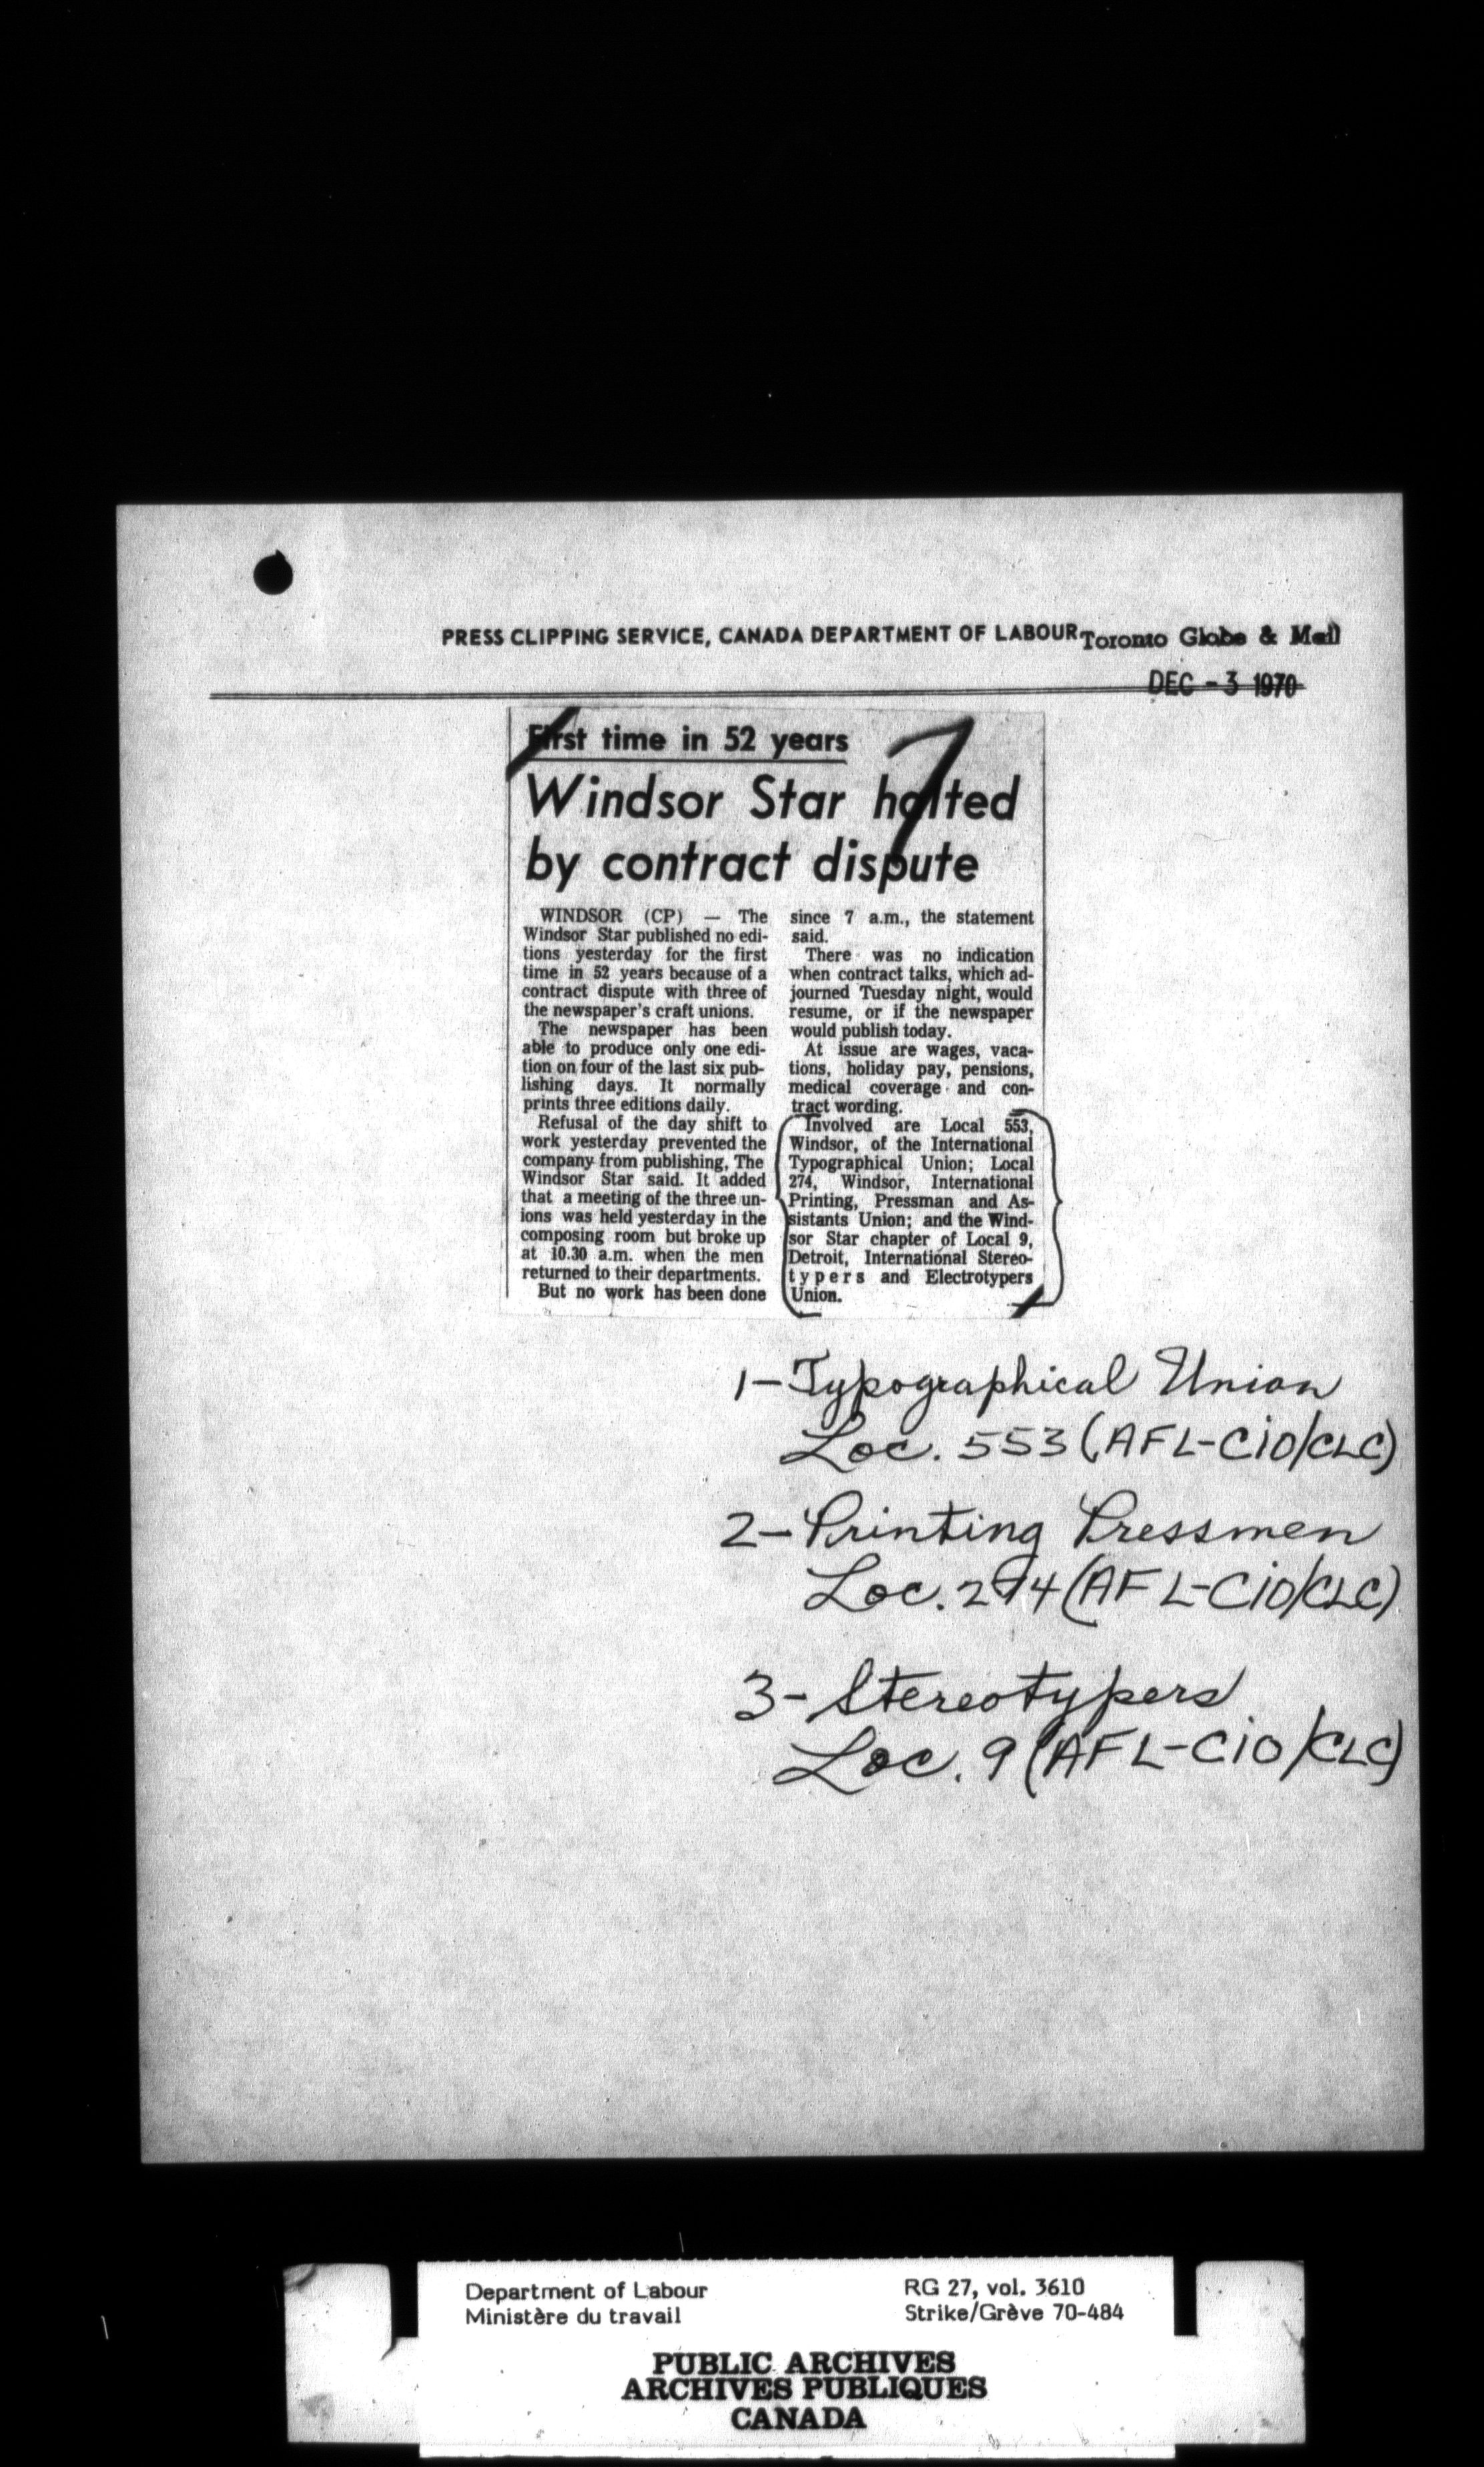 PRESS CLIPPING SERVICE, CANADA DEPARTMENT OF LABOUR
Toronto Globe & Mail
DEC - 3 1970
First time in 52 years
Windsor Star halted
by contract dispute
WINDSOR (CP) — The
Windsor Star published no edi-
tions yesterday for the first
time in 52 years because of a
contract dispute with three of
the newspaper's craft unions.
The newspaper has been
able to produce only one edi-
tion on four of the last six pub-
lishing days. It normally
prints three editions daily.
Refusal of the day shift to
work yesterday prevented the
company from publishing, The
Windsor Star said. It added
that a meeting of the three un-
ions was held yesterday in the
composing room but broke up
at 10.30 a.m. when the men
returned to their departments.
But no work has been done
since 7 a.m., the statement
said.
There was no indication
when contract talks, which ad-
journed Tuesday night, would
resume, or if the newspaper
would publish today.
At issue are wages, vaca-
tions, holiday pay, pensions,
medical coverage and con-
tract wording.
Involved are Local 553,
Windsor, of the International
Typographical Union; Local
274, Windsor, International
Printing, Pressman and As-
sistants Union; and the Wind-
sor Star chapter of Local 9,
Detroit, International Stereo-
typers and Electrotypers
Union.
1- Typographical Union
Loc. 553 (AFL-CIO/CLC)
2- Printing Pressmen
Loc. 274 (AFL-CIO/CLC)
3- Stereotypers
Loc. 9 (AFL-CIO/CLC)
Department of Labour
Ministère du travail
RG 27, vol. 3610
Strike/Grève 70-484
PUBLIC ARCHIVES
ARCHIVES PUBLIQUES
CANADA